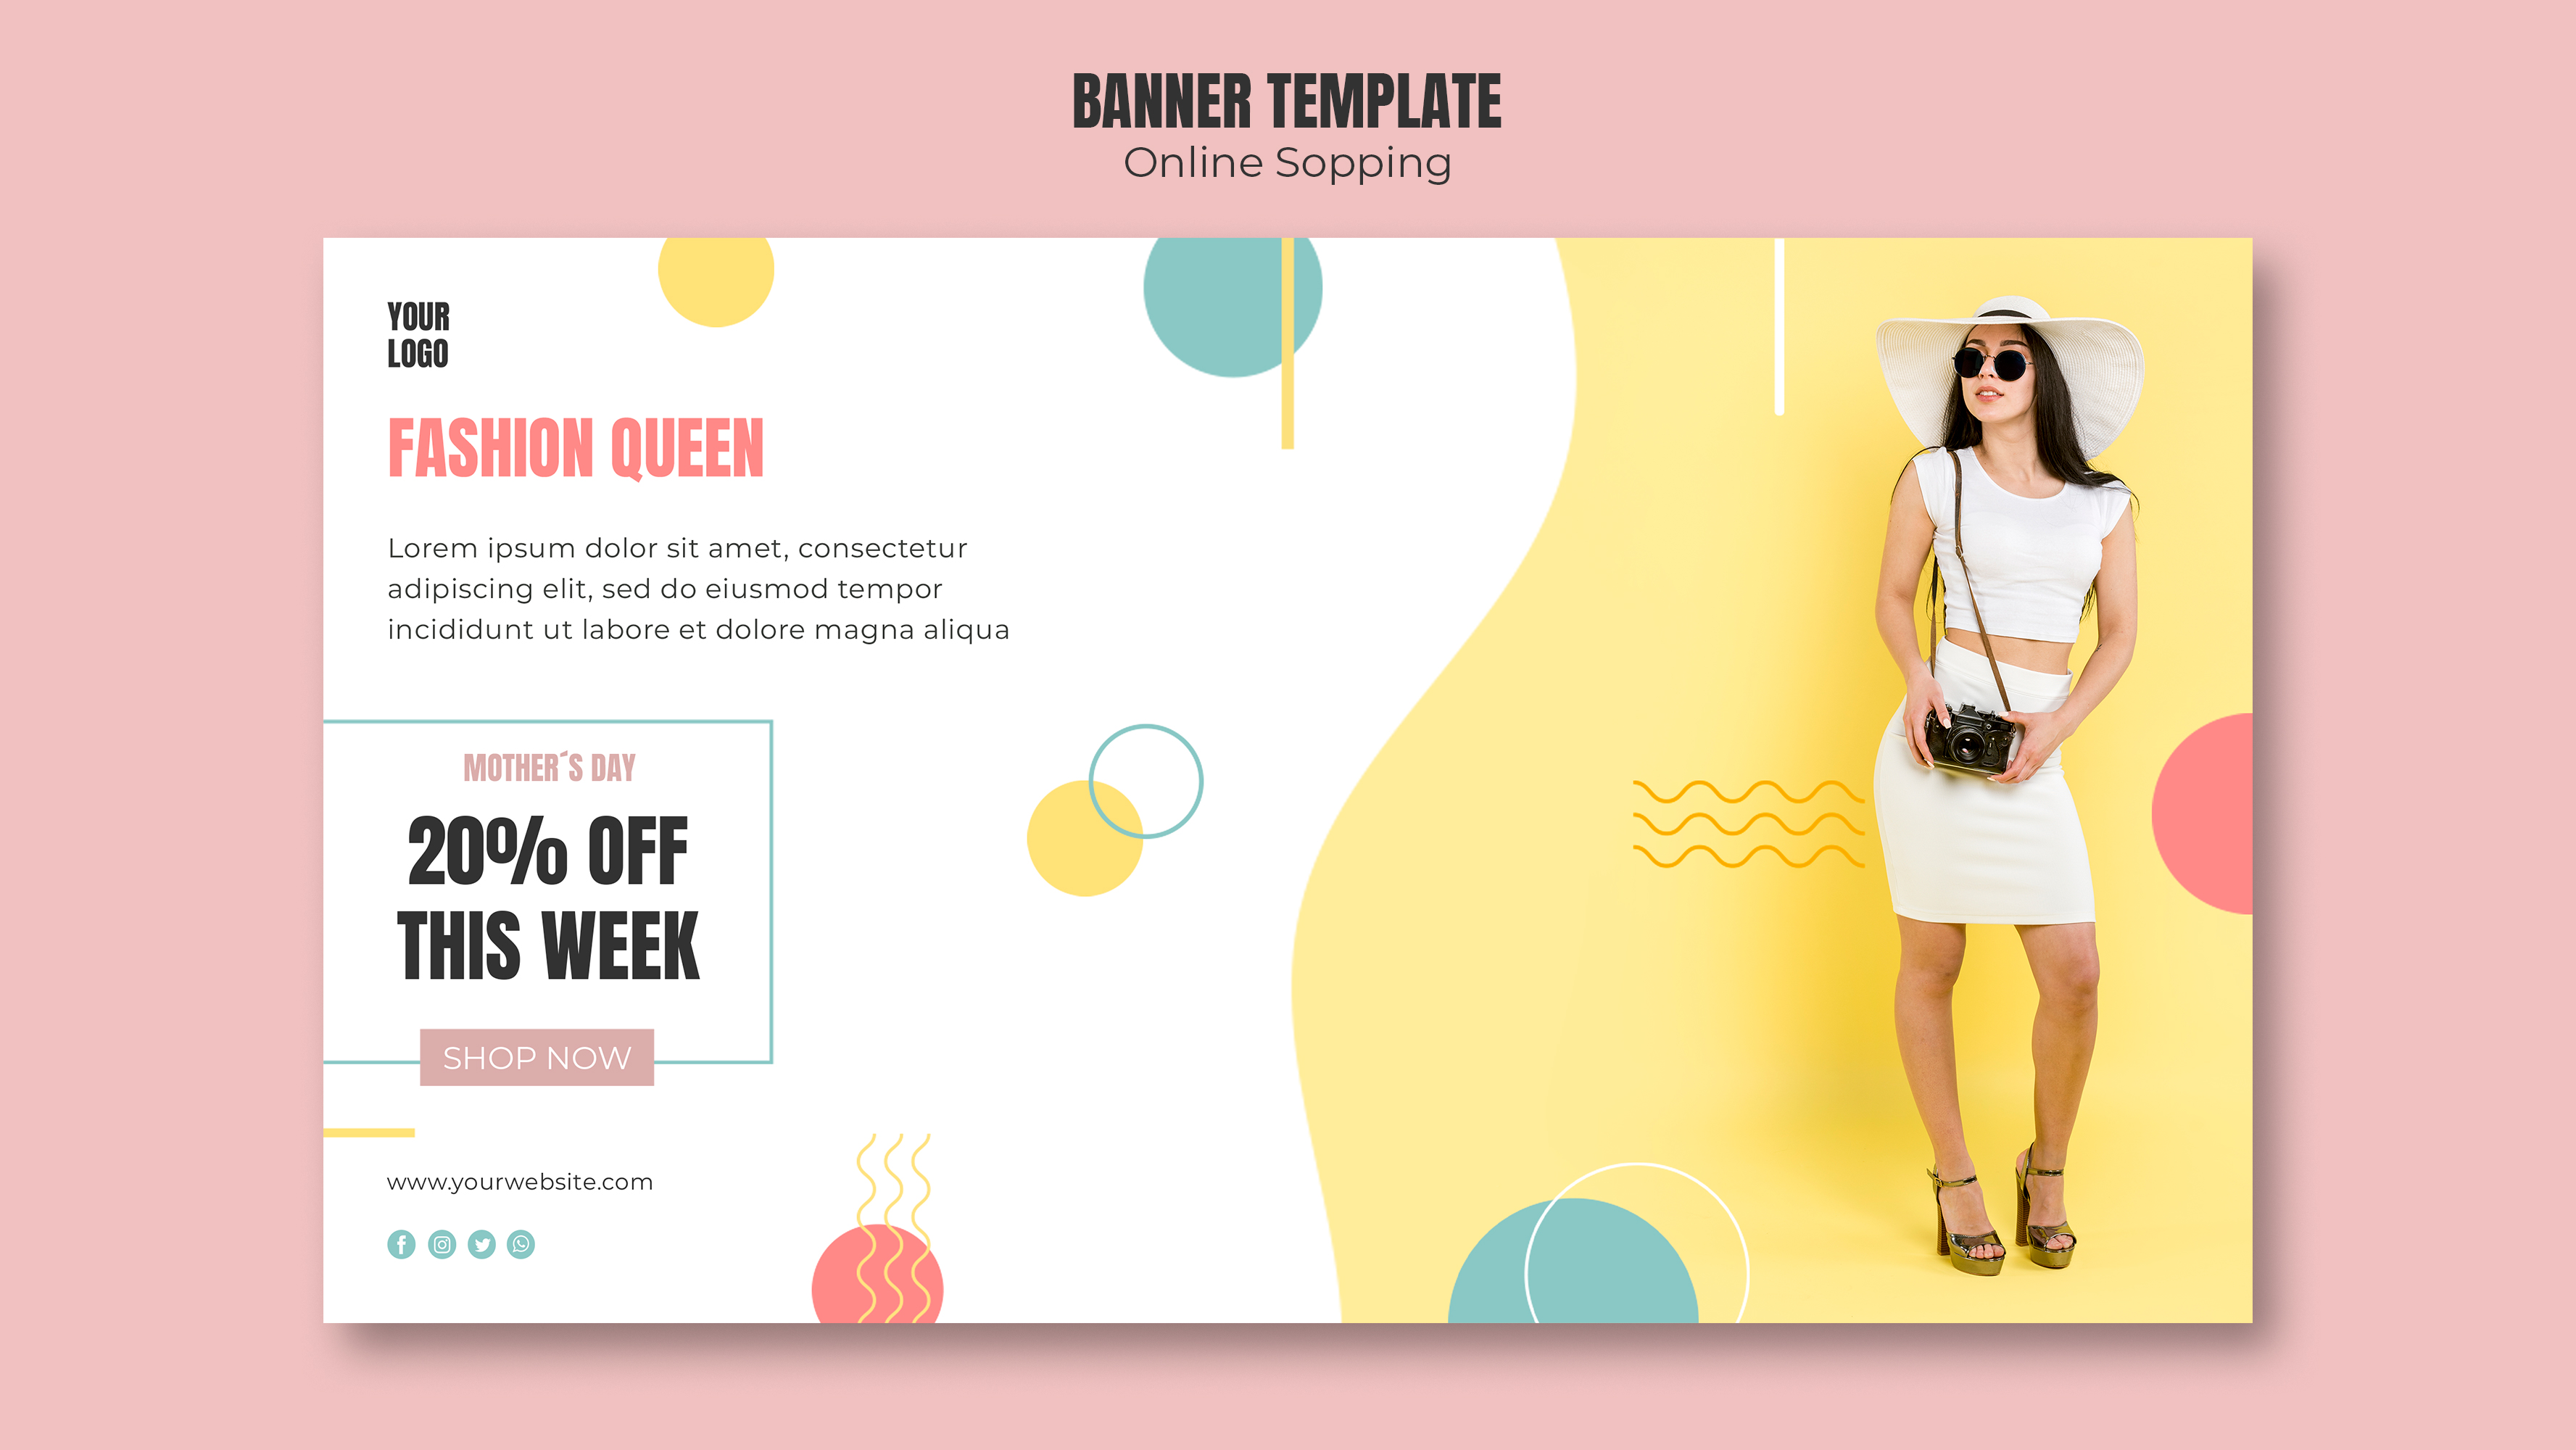 BANNER TEMPLATE
Online Sopping
YOUR
LOGO
FASHION QUEEN
Lorem ipsum dolor sit amet, consectetur
adipiscing elit, sed do eiusmod tempor
incididunt ut labore et dolore magna aliqua
MOTHER´S DAY
20% OFF
THIS WEEK
SHOP NOW
www.yourwebsite.com